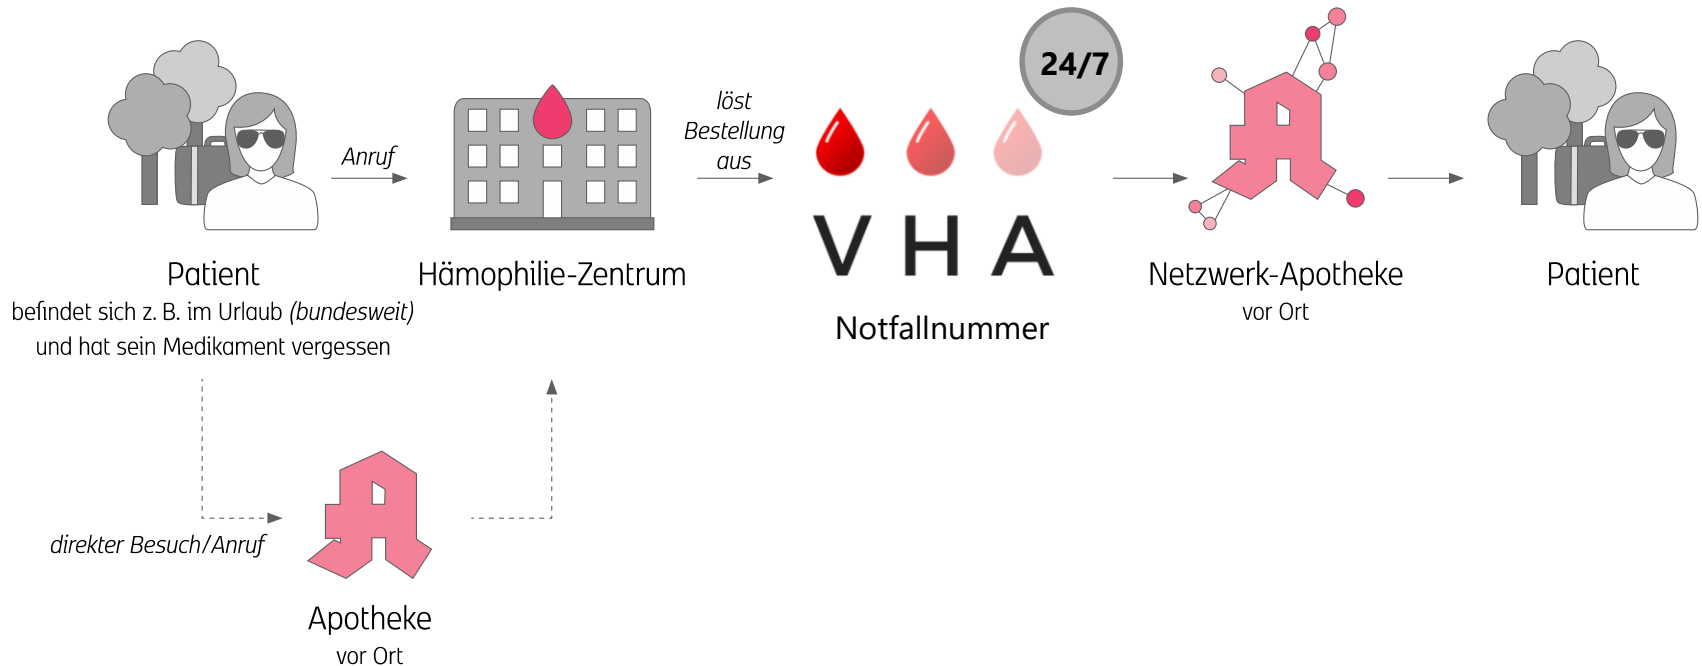 24/7
Anruf
löst
Bestellung
aus
VHA
Patient
befindet sich z. B. im Urlaub (bundesweit)
und hat sein Medikament vergessen
Hämophilie-Zentrum
Notfallnummer
Netzwerk-Apotheke
vor Ort
Patient
direkter Besuch/Anruf
Apotheke
vor Ort